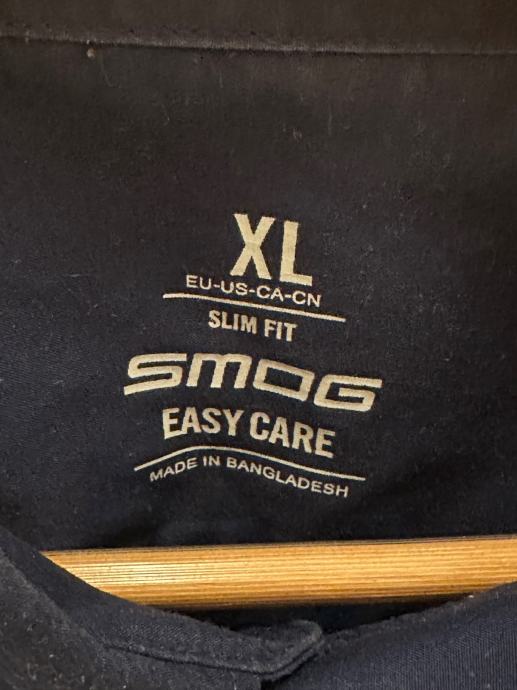 XL
EU-US-CA-CN
SLIM FIT
SMOG
EASY CARE
MADE IN BANGLADESH